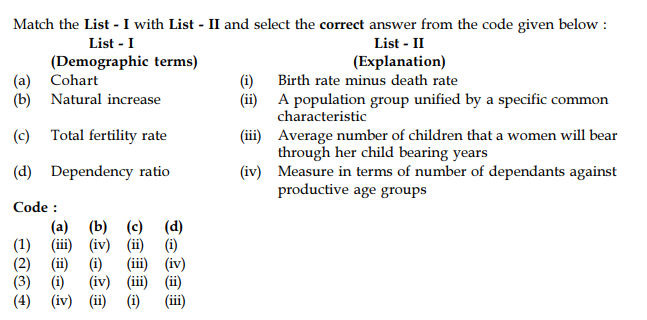 Match the List - I with List - II and select the correct answer from the code given below :
List - I List - II
(Demographic terms) (Explanation)
(a) Cohart (i) Birth rate minus death rate
(b) Natural increase (ii) A population group unified by a specific common
characteristic
(c) Total fertility rate (iii) Average number of children that a women will bear
through her child bearing years
(d) Dependency ratio (iv) Measure in terms of number of dependants against
productive age groups
Code :
(a) (b) (c) (d)
(1) (iii) (iv) (ii) (i)
(2) (ii) (i) (iii) (iv)
(3) (i) (iv) (iii) (ii)
(4) (iv) (ii) (i) (iii)